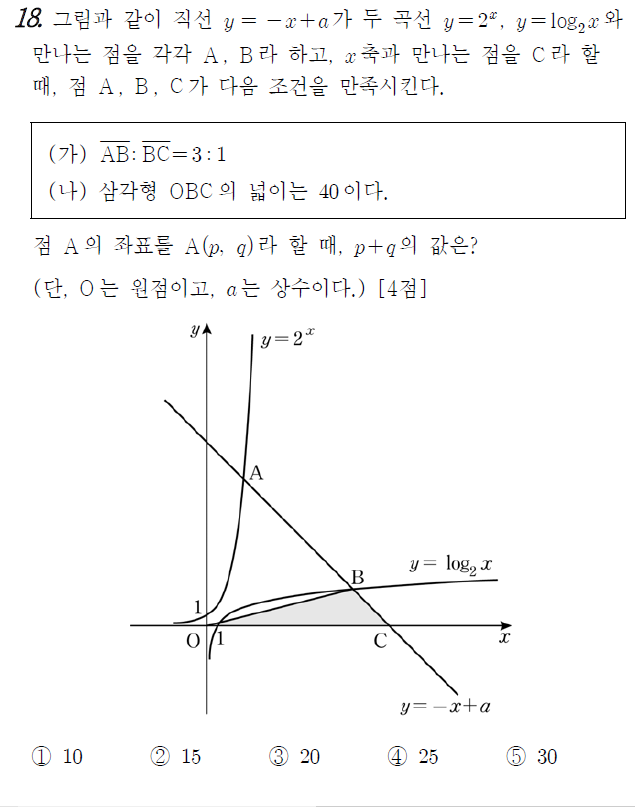 18. 그림과 같이 직선 y = -x+a가 두 곡선 y=2ˣ, y=log₂x와
만나는 점을 각각 A, B라 하고, x축과 만나는 점을 C라 할
때, 점 A, B, C가 다음 조건을 만족시킨다.
(가) A̅B̅:B̅C̅=3:1
(나) 삼각형 OBC의 넓이는 40이다.
점 A의 좌표를 A(p, q)라 할 때, p+q의 값은?
(단, O는 원점이고, a는 상수이다.) [4점]
y
y=2ˣ
A
y= log₂x
B
1
O 1 C x
y= -x+a
① 10 ② 15 ③ 20 ④ 25 ⑤ 30